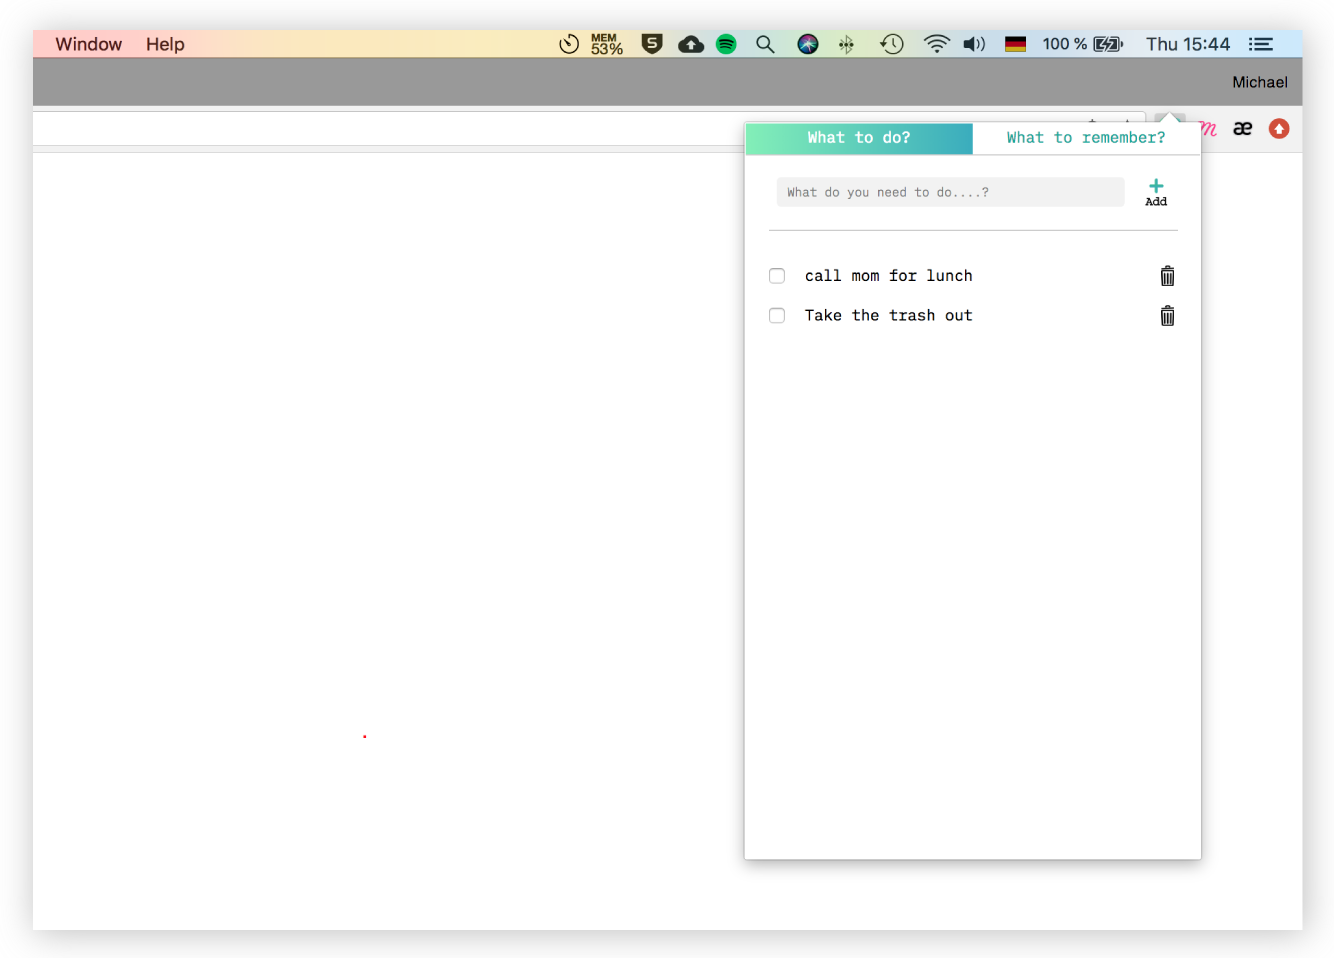 Window Help MEM 53% S 100 % Thu 15:44
Michael
What to do? What to remember?
m æ
What do you need to do....? Add
call mom for lunch
Take the trash out